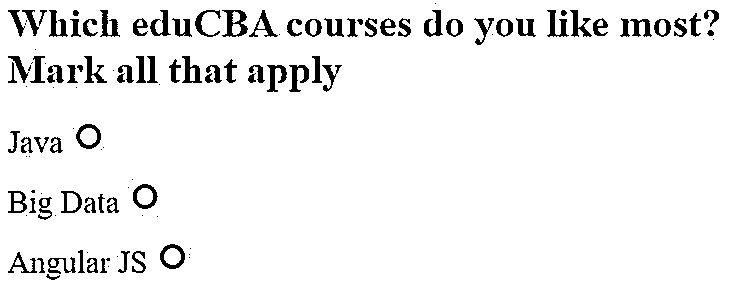 Which eduCBA courses do you like most?
Mark all that apply
Java
Big Data
Angular JS